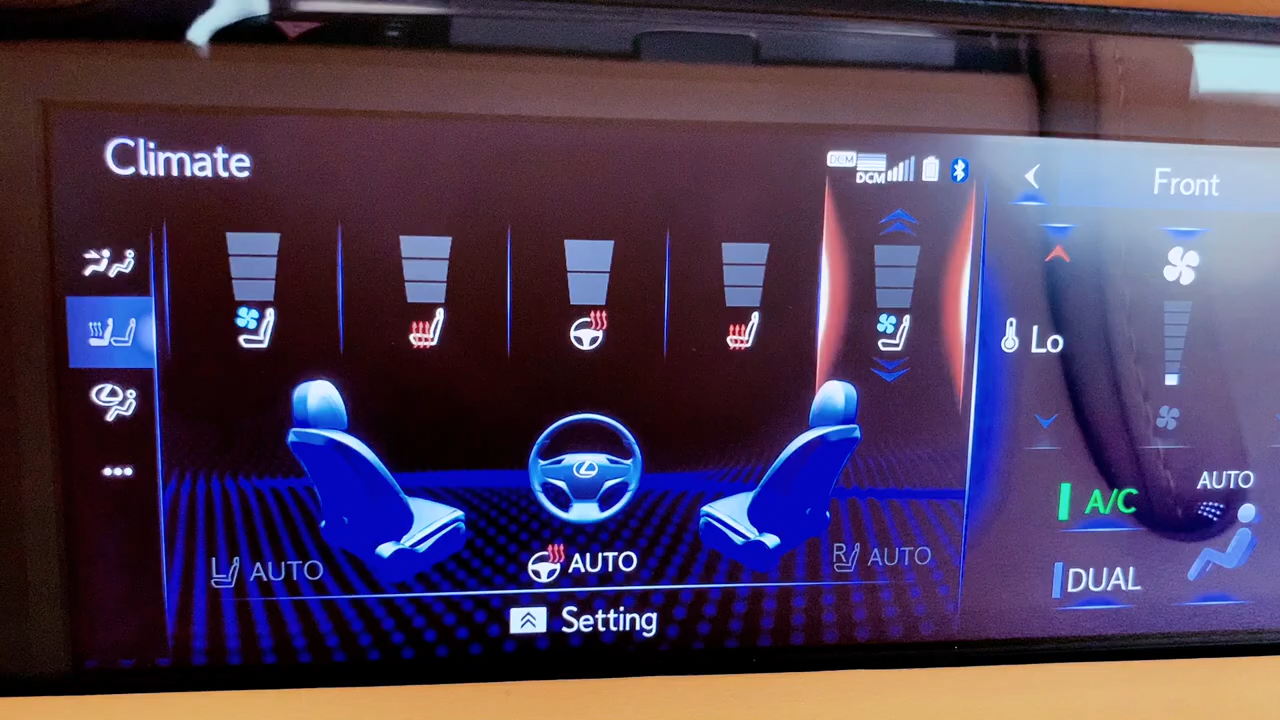 Climate
DCM
DCM
Front
Lo
A/C
AUTO
DUAL
L AUTO
AUTO
R AUTO
Setting